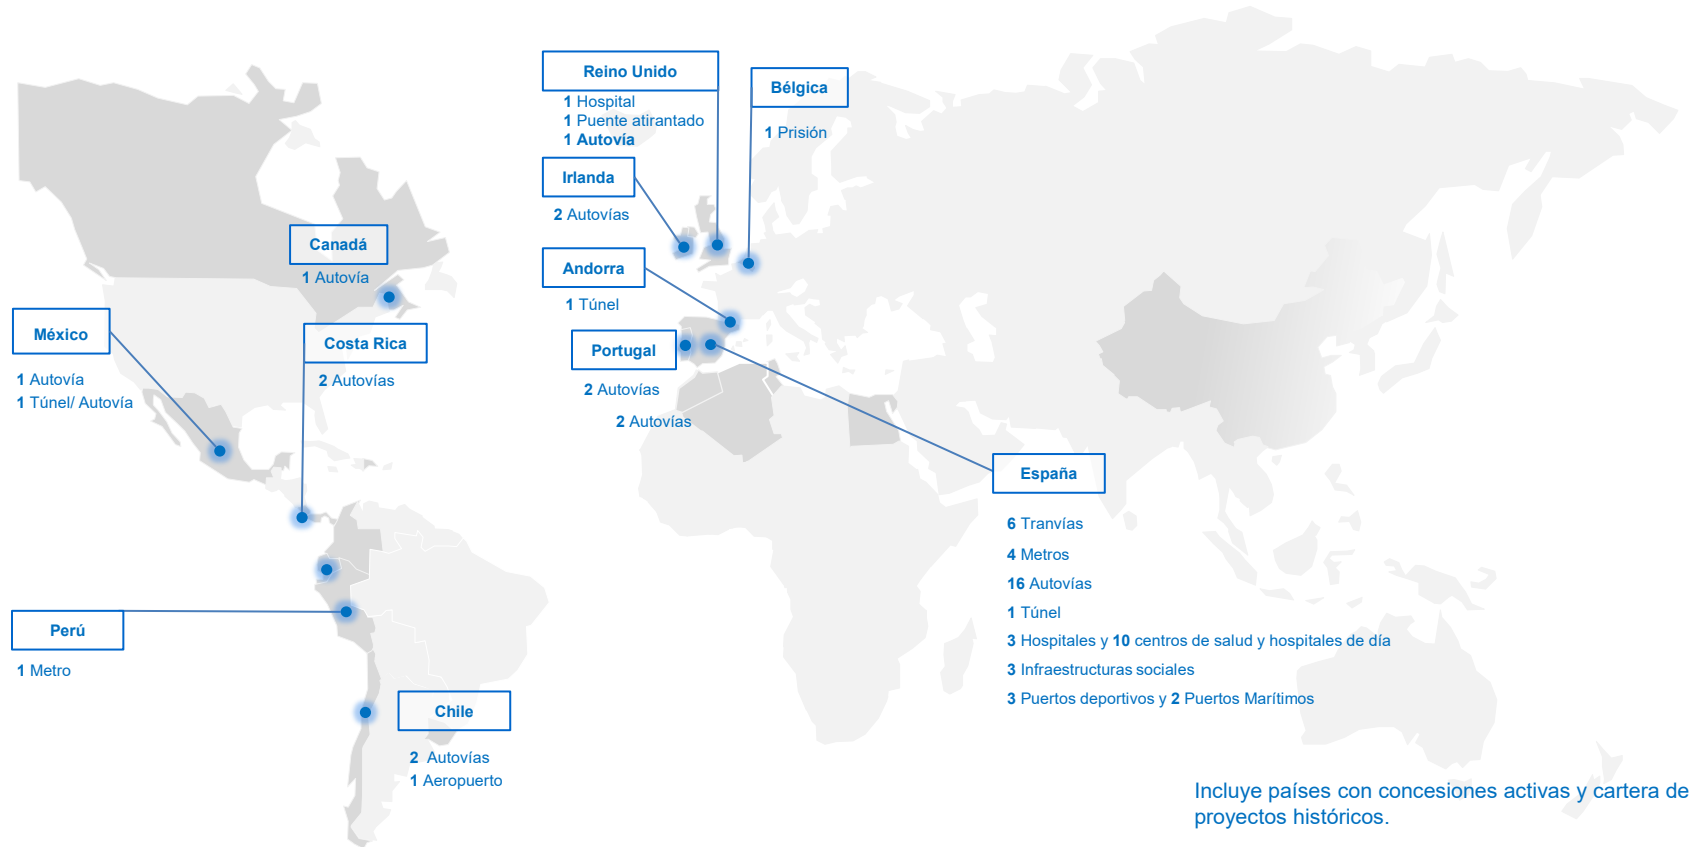 Reino Unido
1 Hospital
1 Puente atirantado
1 Autovía
Bélgica
1 Prisión
Irlanda
2 Autovías
Canadá
1 Autovía
Andorra
1 Túnel
México
1 Autovía
1 Túnel/ Autovía
Costa Rica
2 Autovías
Portugal
2 Autovías
2 Autovías
España
6 Tranvías
4 Metros
16 Autovías
1 Túnel
3 Hospitales y 10 centros de salud y hospitales de día
3 Infraestructuras sociales
3 Puertos deportivos y 2 Puertos Marítimos
Perú
1 Metro
Chile
2 Autovías
1 Aeropuerto
Incluye países con concesiones activas y cartera de
proyectos históricos.